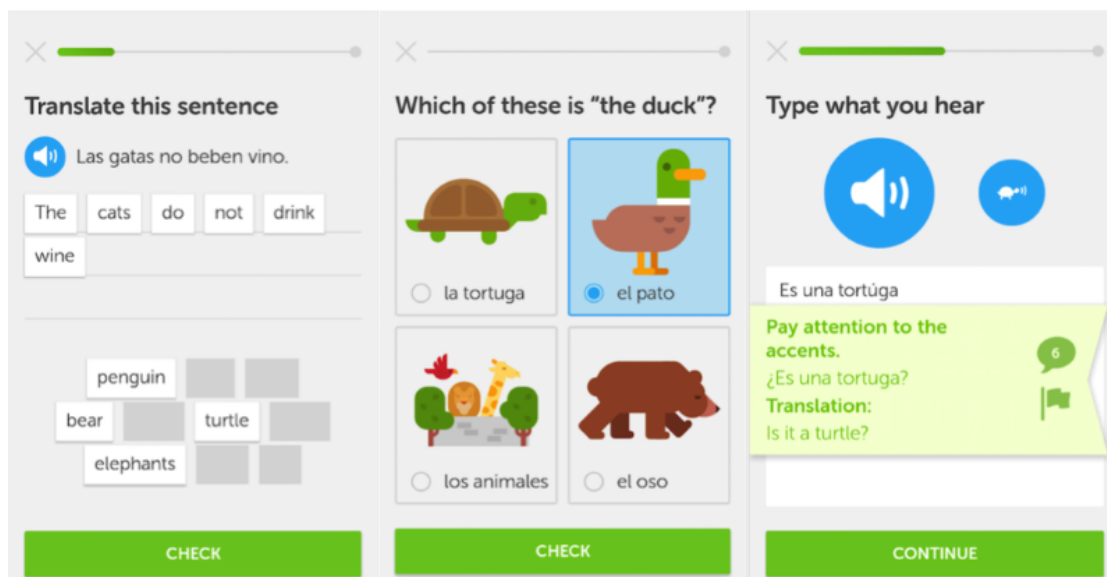 Translate this sentence
Las gatas no beben vino.
The cats do not drink
wine
penguin
bear turtle
elephants
CHECK
Which of these is “the duck”?
la tortuga
el pato
los animales
el oso
CHECK
Type what you hear
Es una tortúga
Pay attention to the
accents.
6
¿Es una tortuga?
Translation:
Is it a turtle?
CONTINUE